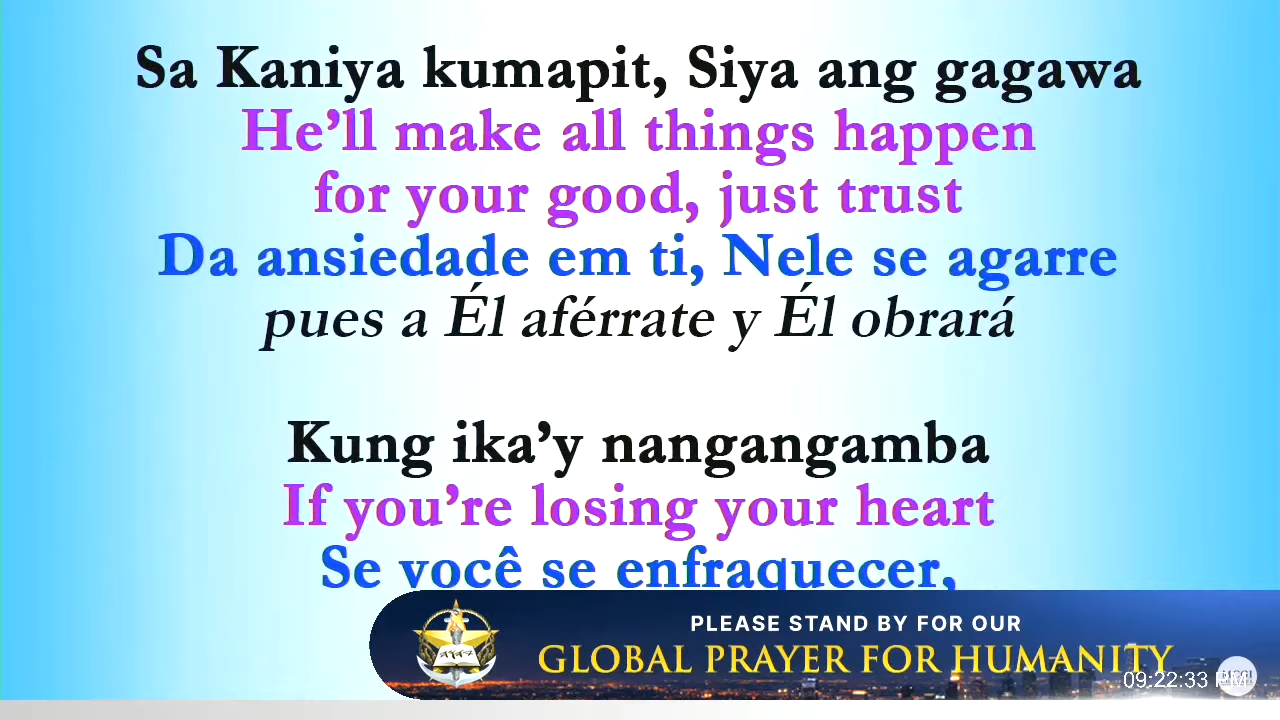 Sa Kaniya kumapit, Siya ang gagawa
He’ll make all things happen
for your good, just trust
Da ansiedade em ti, Nele se agarre
pues a Él aférrate y Él obrará
Kung ika’y nangangamba
If you’re losing your heart
Se você se enfraquecer,
PLEASE STAND BY FOR OUR
GLOBAL PRAYER FOR HUMANITY
09:22:33 PM